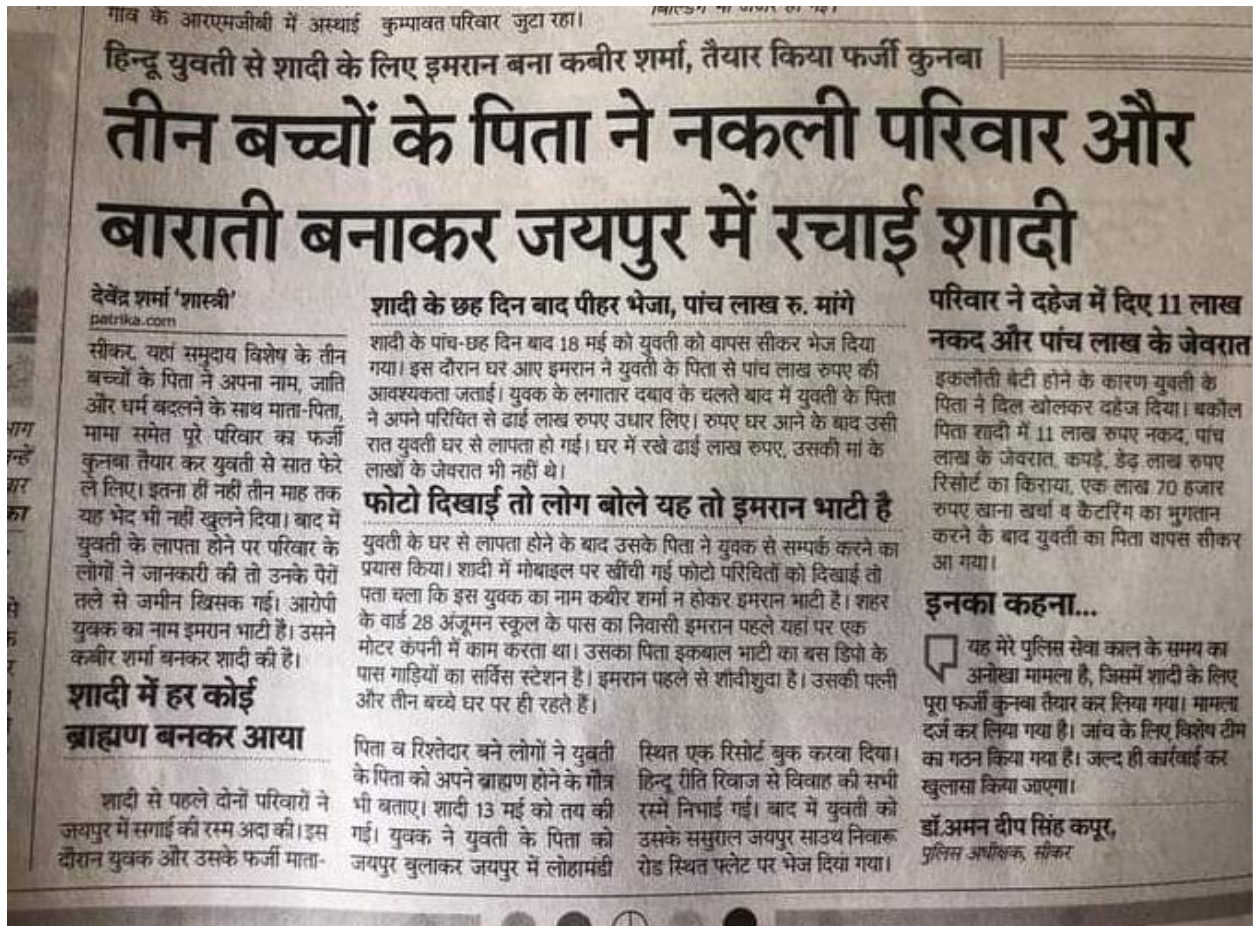 गांव के आरएमजीबी में अस्थाई
कुम्पावत परिवार जुटा रहा।
हिन्दू युवती से शादी के लिए इमरान बना कबीर शर्मा, तैयार किया फर्जी कुनबा
तीन बच्चों के पिता ने नकली परिवार और
बाराती बनाकर जयपुर में रचाई शादी
देवेंद्र शर्मा 'शास्त्री'
patrika.com
सीकर. यहां समुदाय विशेष के तीन
बच्चों के पिता ने अपना नाम, जाति
और धर्म बदलने के साथ माता-पिता,
मामा समेत पूरे परिवार का फर्जी
कुनबा तैयार कर युवती से सात फेरे
ले लिए। इतना ही नहीं तीन माह तक
यह भेद भी नहीं खुलने दिया। बाद में
युवती के लापता होने पर परिवार के
लोगों ने जानकारी की तो उनके पैरों
तले से जमीन खिसक गई। आरोपी
युवक का नाम इमरान भाटी है। उसने
कबीर शर्मा बनकर शादी की है।
शादी में हर कोई
ब्राह्मण बनकर आया
शादी से पहले दोनों परिवारों ने
जयपुर में सगाई की रस्म अदा की। इस
दौरान युवक और उसके फर्जी माता-
शादी के छह दिन बाद पीहर भेजा, पांच लाख रु. मांगे
शादी के पांच-छह दिन बाद 18 मई को युवती को वापस सीकर भेज दिया
गया। इस दौरान घर आए इमरान ने युवती के पिता से पांच लाख रुपए की
आवश्यकता जताई। युवक के लगातार दबाव के चलते बाद में युवती के पिता
ने अपने परिचित से ढाई लाख रुपए उधार लिए। रुपए घर आने के बाद उसी
रात युवती घर से लापता हो गई। घर में रखे ढाई लाख रुपए, उसकी मां के
लाखों के जेवरात भी नहीं थे।
फोटो दिखाई तो लोग बोले यह तो इमरान भाटी है
युवती के घर से लापता होने के बाद उसके पिता ने युवक से सम्पर्क करने का
प्रयास किया। शादी में मोबाइल पर खींची गई फोटो परिचितों को दिखाई तो
पता चला कि इस युवक का नाम कबीर शर्मा न होकर इमरान भाटी है। शहर
के वार्ड 28 अंजूमन स्कूल के पास का निवासी इमरान पहले यहां पर एक
मोटर कंपनी में काम करता था। उसका पिता इकबाल भाटी का बस डिपो के
पास गाड़ियों का सर्विस स्टेशन है। इमरान पहले से शादीशुदा है। उसकी पत्नी
और तीन बच्चे घर पर ही रहते हैं।
पिता व रिश्तेदार बने लोगों ने युवती
के पिता को अपने ब्राह्मण होने के गौत्र
भी बताए। शादी 13 मई को तय की
गई। युवक ने युवती के पिता को
जयपुर बुलाकर जयपुर में लोहामंडी
स्थित एक रिसोर्ट बुक करवा दिया।
हिन्दू रीति रिवाज से विवाह की सभी
रस्में निभाई गई। बाद में युवती को
उसके ससुराल जयपुर साउथ निवारू
रोड स्थित फ्लेट पर भेज दिया गया।
परिवार ने दहेज में दिए 11 लाख
नकद और पांच लाख के जेवरात
इकलौती बेटी होने के कारण युवती के
पिता ने दिल खोलकर दहेज दिया। बकौल
पिता शादी में 11 लाख रुपए नकद, पांच
लाख के जेवरात, कपड़े, डेढ़ लाख रुपए
रिसोर्ट का किराया, एक लाख 70 हजार
रुपए खाना खर्चा व केटरिंग का भुगतान
करने के बाद युवती का पिता वापस सीकर
आ गया।
इनका कहना...
यह मेरे पुलिस सेवा काल के समय का
अनोखा मामला है, जिसमें शादी के लिए
पूरा फर्जी कुनबा तैयार कर लिया गया। मामला
दर्ज कर लिया गया है। जांच के लिए विशेष टीम
का गठन किया गया है। जल्द ही कार्रवाई कर
खुलासा किया जाएगा।
डॉ.अमन दीप सिंह कपूर,
पुलिस अधीक्षक, सीकर